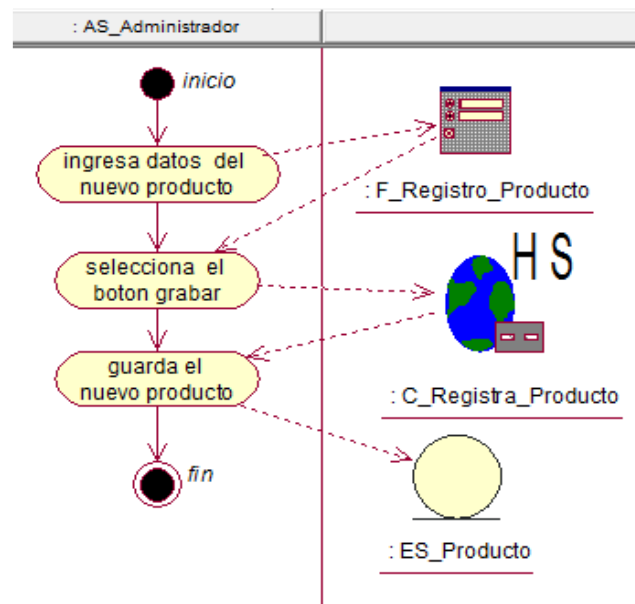 : AS_Administrador
inicio
ingresa datos del
nuevo producto
: F_Registro_Producto
selecciona el
boton grabar
H S
: C_Registra_Producto
guarda el
nuevo producto
fin
: ES_Producto